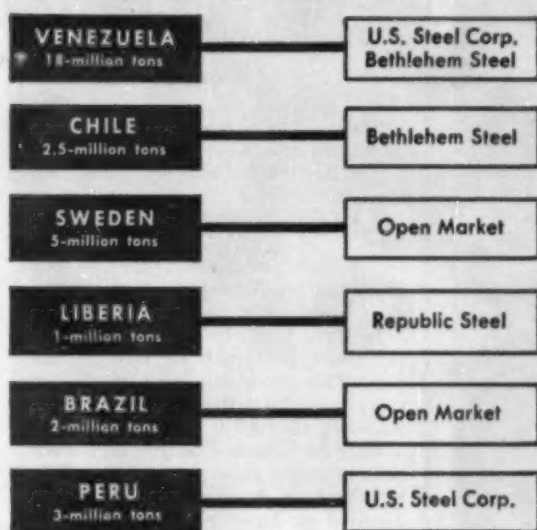 VENEZUELA
18-million tons
U.S. Steel Corp.
Bethlehem Steel
CHILE
2.5-million tons
Bethlehem Steel
SWEDEN
5-million tons
Open Market
LIBERIA
1-million tons
Republic Steel
BRAZIL
2-million tons
Open Market
PERU
3-million tons
U.S. Steel Corp.